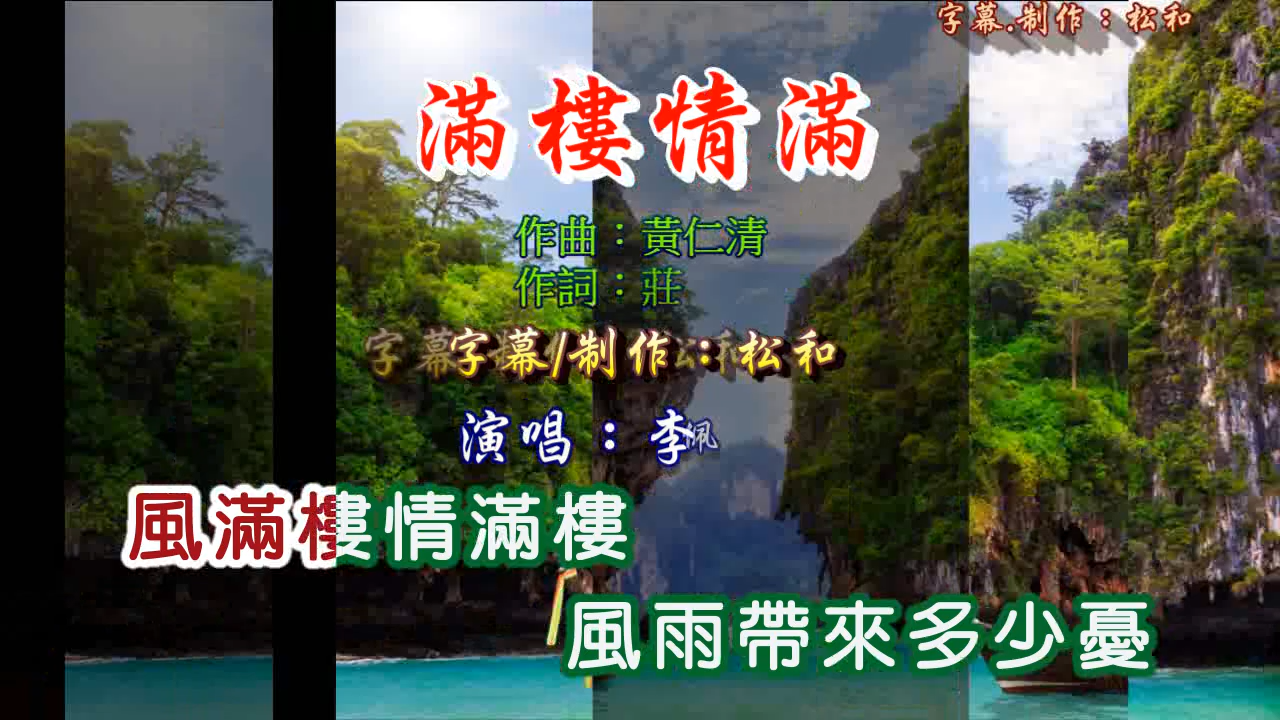 字幕.制作：松和
滿樓情滿
作曲：黃仁清
作詞：莊
字幕/制作：松和
演唱：李佩
風滿樓情滿樓
風雨帶來多少憂